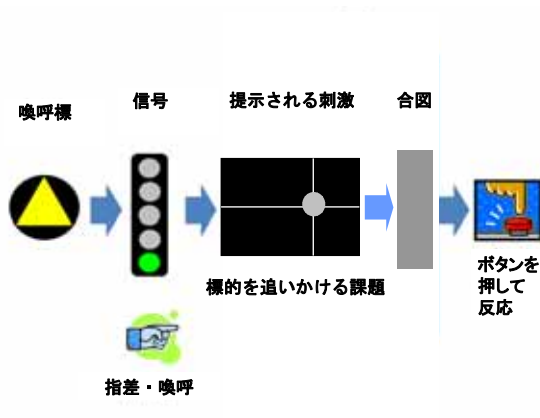 喚呼標
信号
提示される刺激
合図
標的を追いかける課題
ボタンを
押して
反応
指差・喚呼